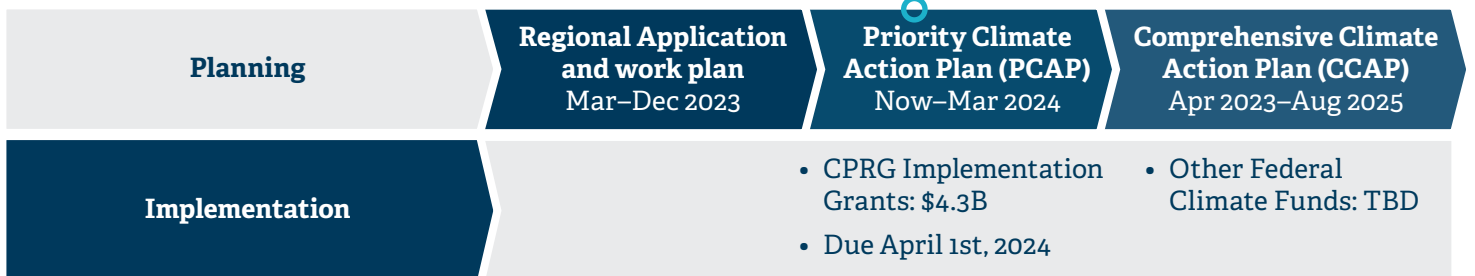 Planning
Regional Application
and work plan
Mar–Dec 2023
Priority Climate
Action Plan (PCAP)
Now–Mar 2024
Comprehensive Climate
Action Plan (CCAP)
Apr 2023–Aug 2025
Implementation
• CPRG Implementation
Grants: $4.3B
• Due April 1st, 2024
• Other Federal
Climate Funds: TBD